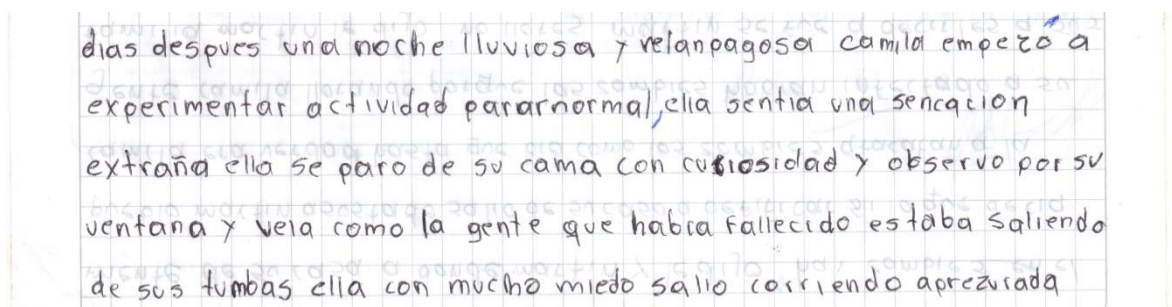 dias despues una noche lluviosa y relanpagosa camila empezó a
experimentar actividad pararnormal, ella sentia una sencacion
extraña ella se paro de su cama con curiosidad y observo por su
ventana y veia como la gente que habia fallecido estaba saliendo
de sus tumbas ella con mucho miedo salio corriendo aprezurada